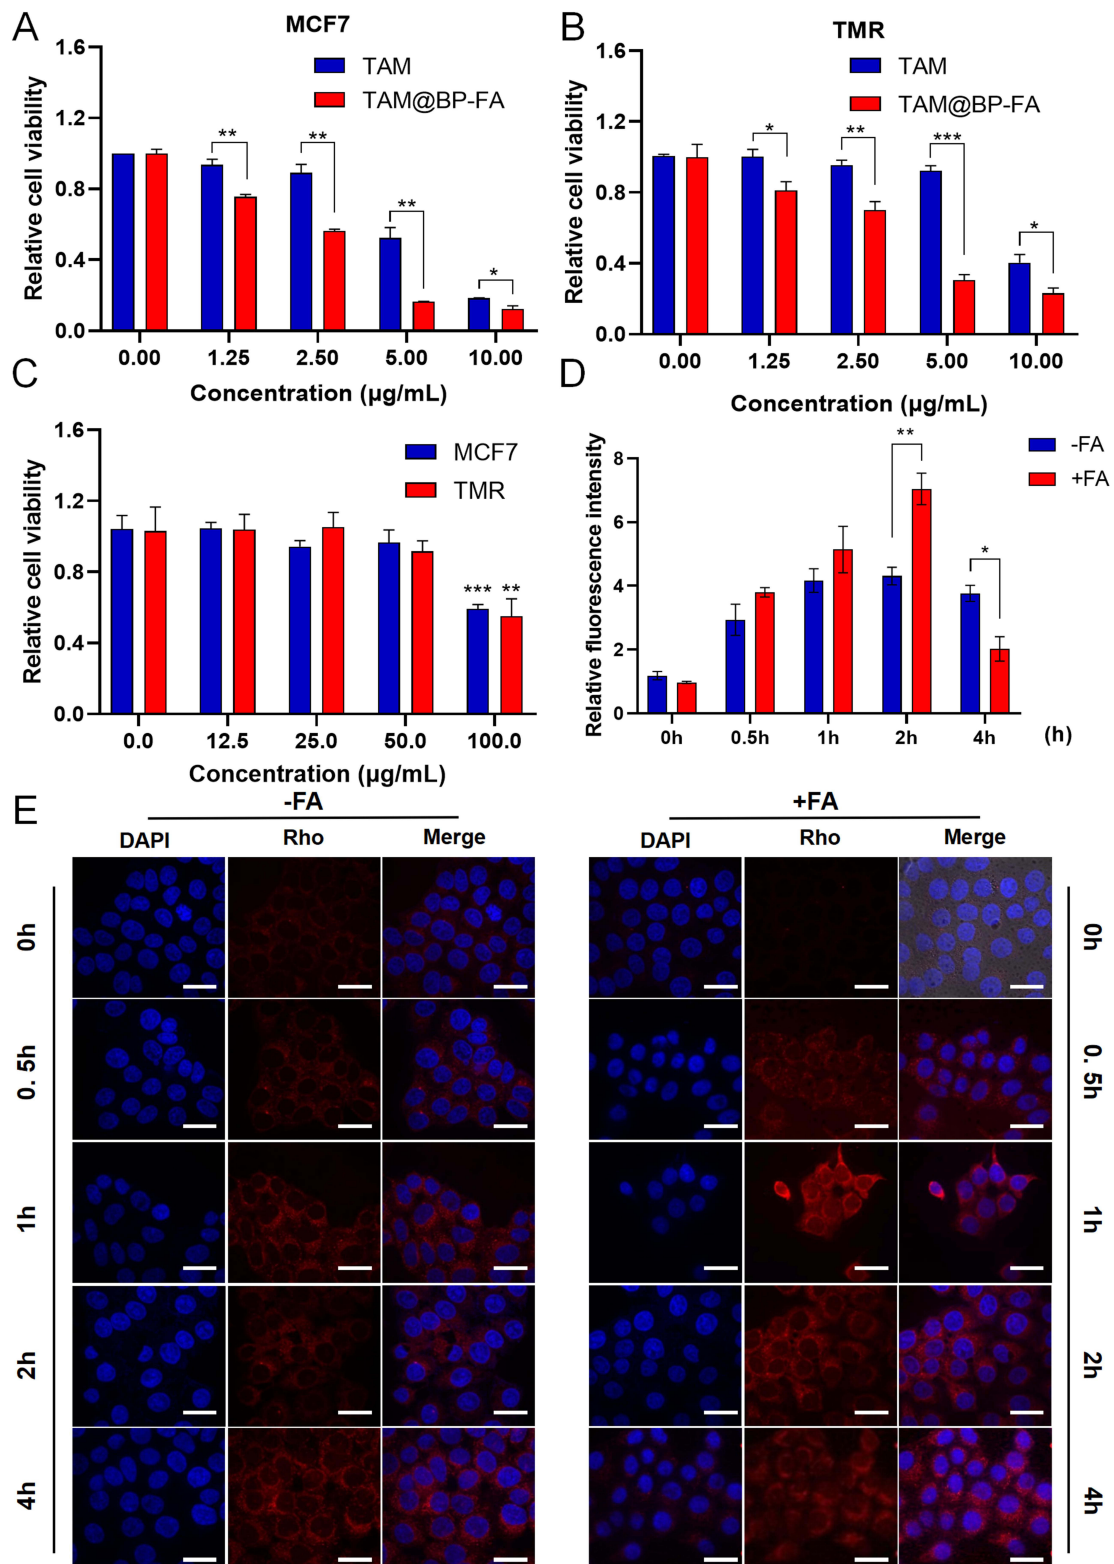 A
MCF7
TAM
TAM@BP-FA
Relative cell viability
1.6
1.2
0.8
0.4
0.0
**
**
**
*
0.00 1.25 2.50 5.00 10.00
Concentration (μg/mL)
B
TMR
TAM
TAM@BP-FA
Relative cell viability
1.6
1.2
0.8
0.4
0.0
*
**
***
*
0.00 1.25 2.50 5.00 10.00
Concentration (μg/mL)
C
MCF7
TMR
Relative cell viability
1.6
1.2
0.8
0.4
0.0
*** **
0.0 12.5 25.0 50.0 100.0
Concentration (μg/mL)
D
-FA
+FA
Relative fluorescence intensity
8
6
4
2
0
**
*
0h 0.5h 1h 2h 4h (h)
E
-FA
DAPI Rho Merge
0h
0.5h
1h
2h
4h
+FA
DAPI Rho Merge
0h
0.5h
1h
2h
4h